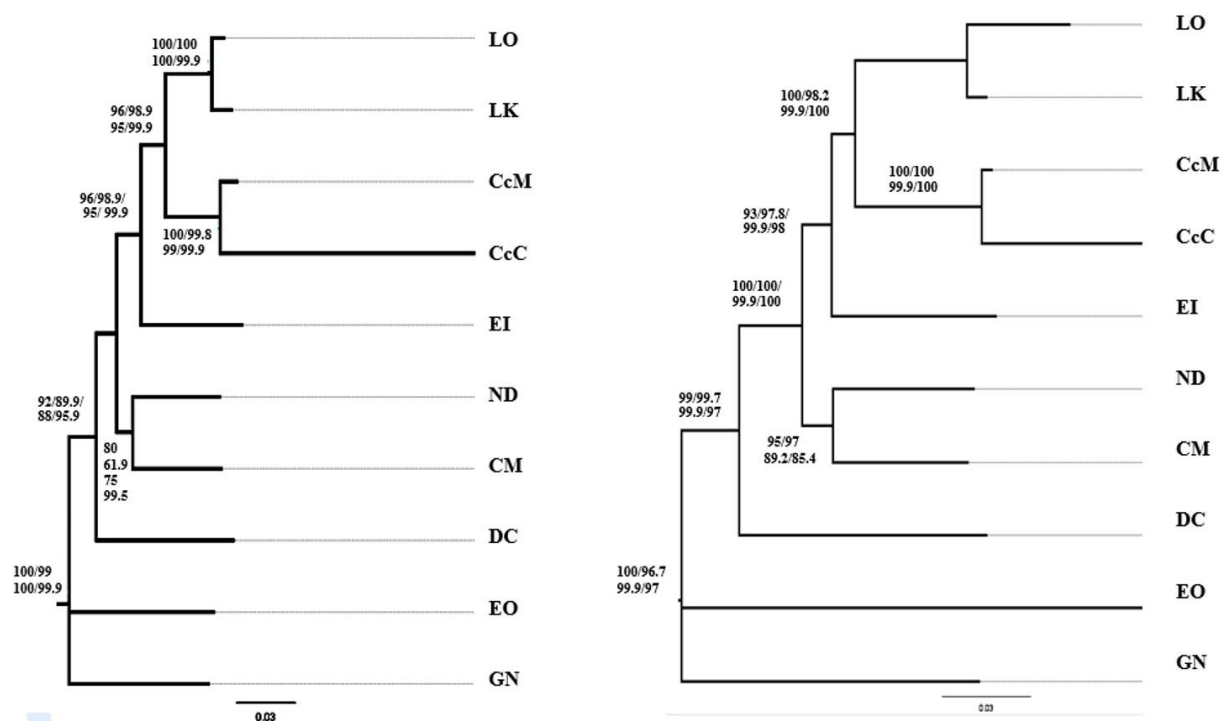 100/100
100/99.9
LO
96/98.9
95/99.9
LK
CcM
96/98.9/
95/ 99.9
100/99.8
99/99.9
CcC
EI
92/89.9/
88/95.9
ND
80
61.9
75
99.5
CM
DC
100/99
100/99.9
EO
GN
0.03
LO
100/98.2
99.9/100
LK
100/100
99.9/100
CcM
93/97.8/
99.9/98
CcC
100/100/
99.9/100
EI
99/99.7
99.9/97
ND
95/97
89.2/85.4
CM
DC
100/96.7
99.9/97
EO
GN
0.03